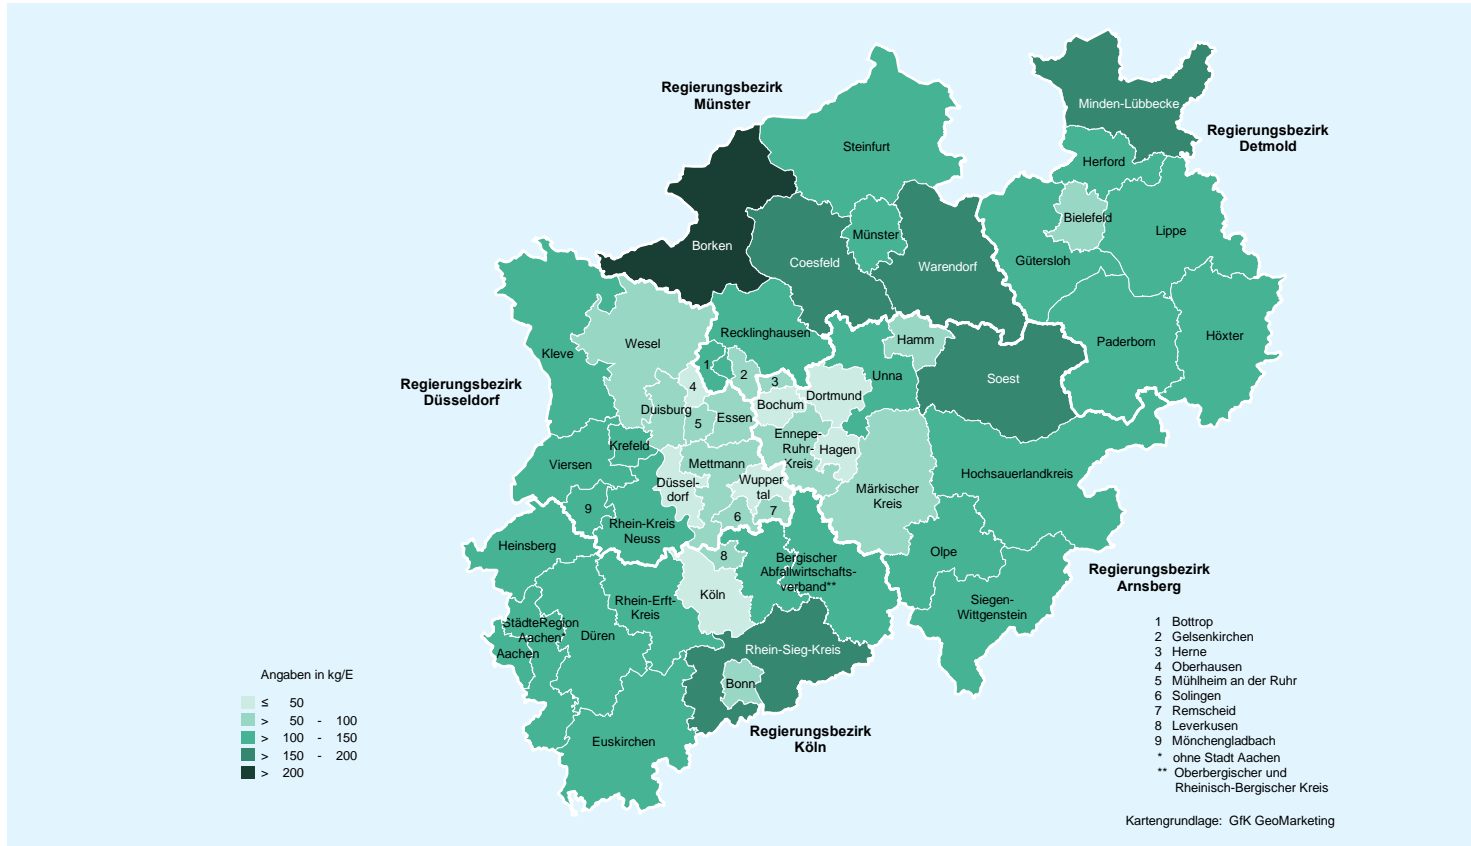 Regierungsbezirk
Münster
Minden-Lübbecke
Regierungsbezirk
Detmold
Steinfurt
Herford
Bielefeld
Lippe
Münster
Borken
Coesfeld
Warendorf
Gütersloh
Recklinghausen
Hamm
Wesel
Paderborn
Höxter
Kleve
1
2
3
4
Unna
Soest
Regierungsbezirk
Düsseldorf
Dortmund
Bochum
Duisburg
Essen
5
Ennepe-
Ruhr-
Kreis
Hagen
Krefeld
Viersen
Mettmann
Hochsauerlandkreis
Düssel-
dorf
Wupper
tal
Märkischer
Kreis
9
6
7
Rhein-Kreis
Neuss
Heinsberg
8
Bergischer
Abfallwirtschafts-
verband**
Olpe
Regierungsbezirk
Arnsberg
Köln
Rhein-Erft-
Kreis
Siegen-
Wittgenstein
StädteRegion
Aachen*
Düren
Aachen
Rhein-Sieg-Kreis
Bonn
Regierungsbezirk
Köln
Euskirchen
Angaben in kg/E
≤ 50
> 50 - 100
> 100 - 150
> 150 - 200
> 200
1 Bottrop
2 Gelsenkirchen
3 Herne
4 Oberhausen
5 Mühlheim an der Ruhr
6 Solingen
7 Remscheid
8 Leverkusen
9 Mönchengladbach
* ohne Stadt Aachen
** Oberbergischer und
Rheinisch-Bergischer Kreis
Kartengrundlage: GfK GeoMarketing